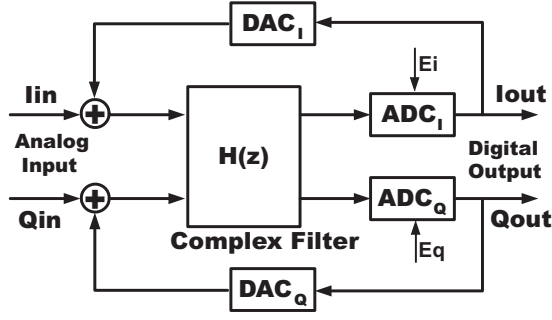 DAC_I
Ei
Iin
ADC_I
Iout
Analog
Input
H(z)
Digital
Output
Qin
ADC_Q
Qout
Complex Filter
Eq
DAC_Q